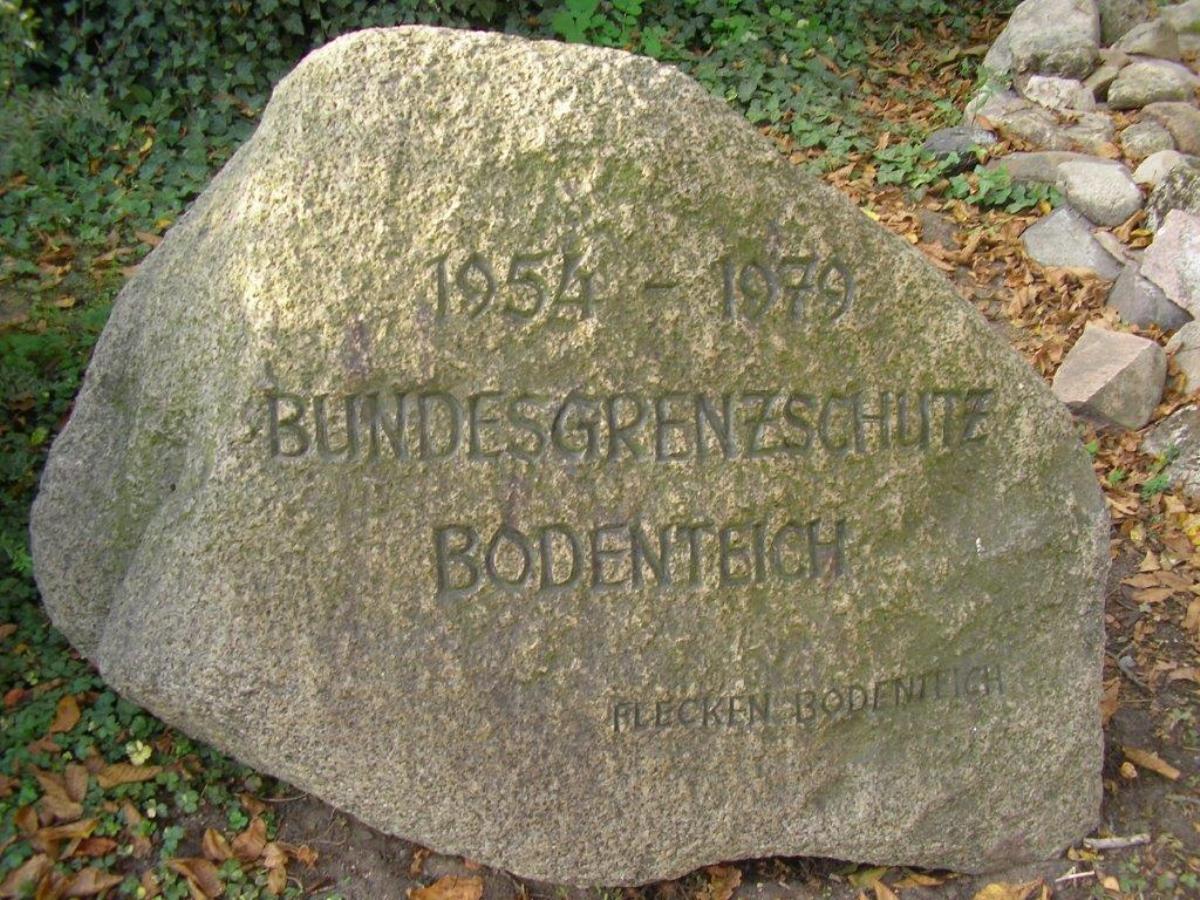 1954 - 1979
BUNDESGRENZSCHUTZ
BODENTEICH
FLECKEN BODENTEICH